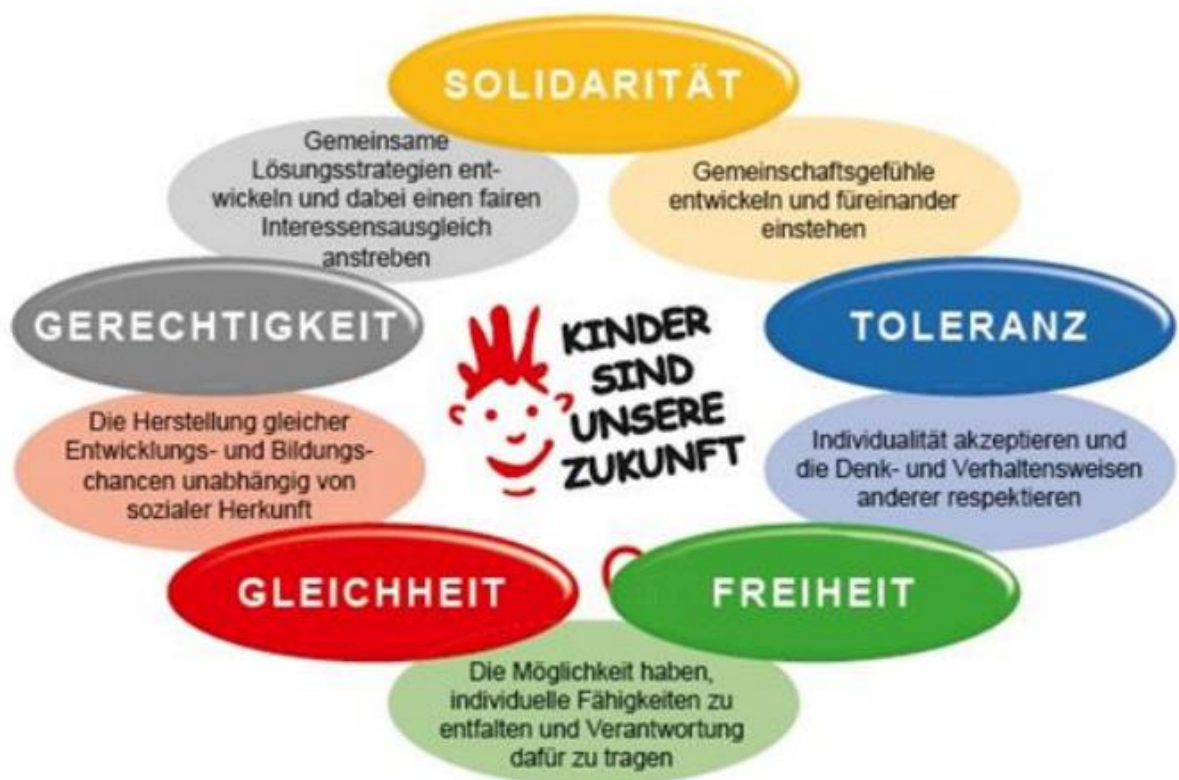 SOLIDARITÄT
Gemeinschaftsgefühle
entwickeln und füreinander
einstehen
TOLERANZ
Individualität akzeptieren und
die Denk- und Verhaltensweisen
anderer respektieren
FREIHEIT
Die Möglichkeit haben,
individuelle Fähigkeiten zu
entfalten und Verantwortung
dafür zu tragen
GLEICHHEIT
Die Herstellung gleicher
Entwicklungs- und Bildungs-
chancen unabhängig von
sozialer Herkunft
GERECHTIGKEIT
Gemeinsame
Lösungsstrategien ent-
wickeln und dabei einen fairen
Interessensausgleich
anstreben
KINDER
SIND
UNSERE
ZUKUNFT